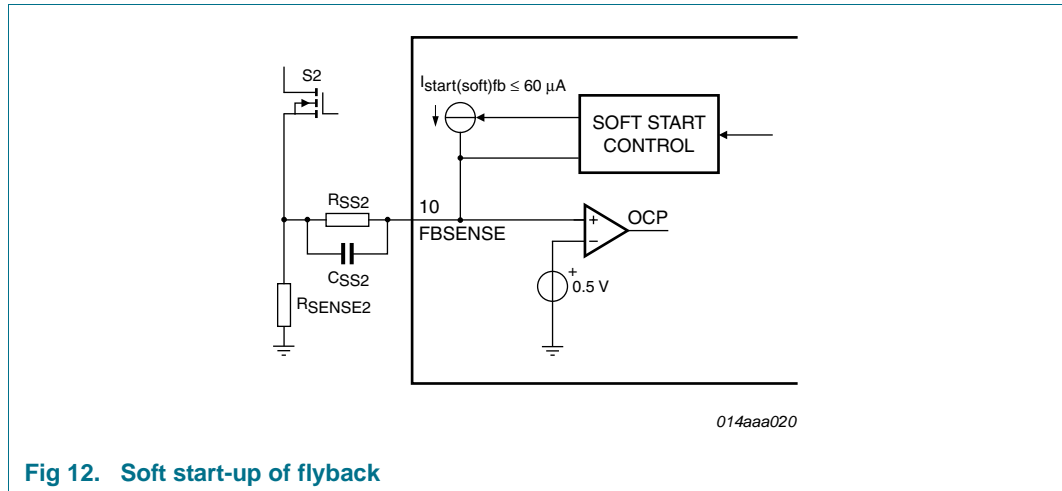 S2
Istart(soft)fb ≤ 60 μA
SOFT START
CONTROL
RSS2
10
FBSENSE
CSS2
RSENSE2
+
−
OCP
+
0.5 V
014aaa020
Fig 12. Soft start-up of flyback